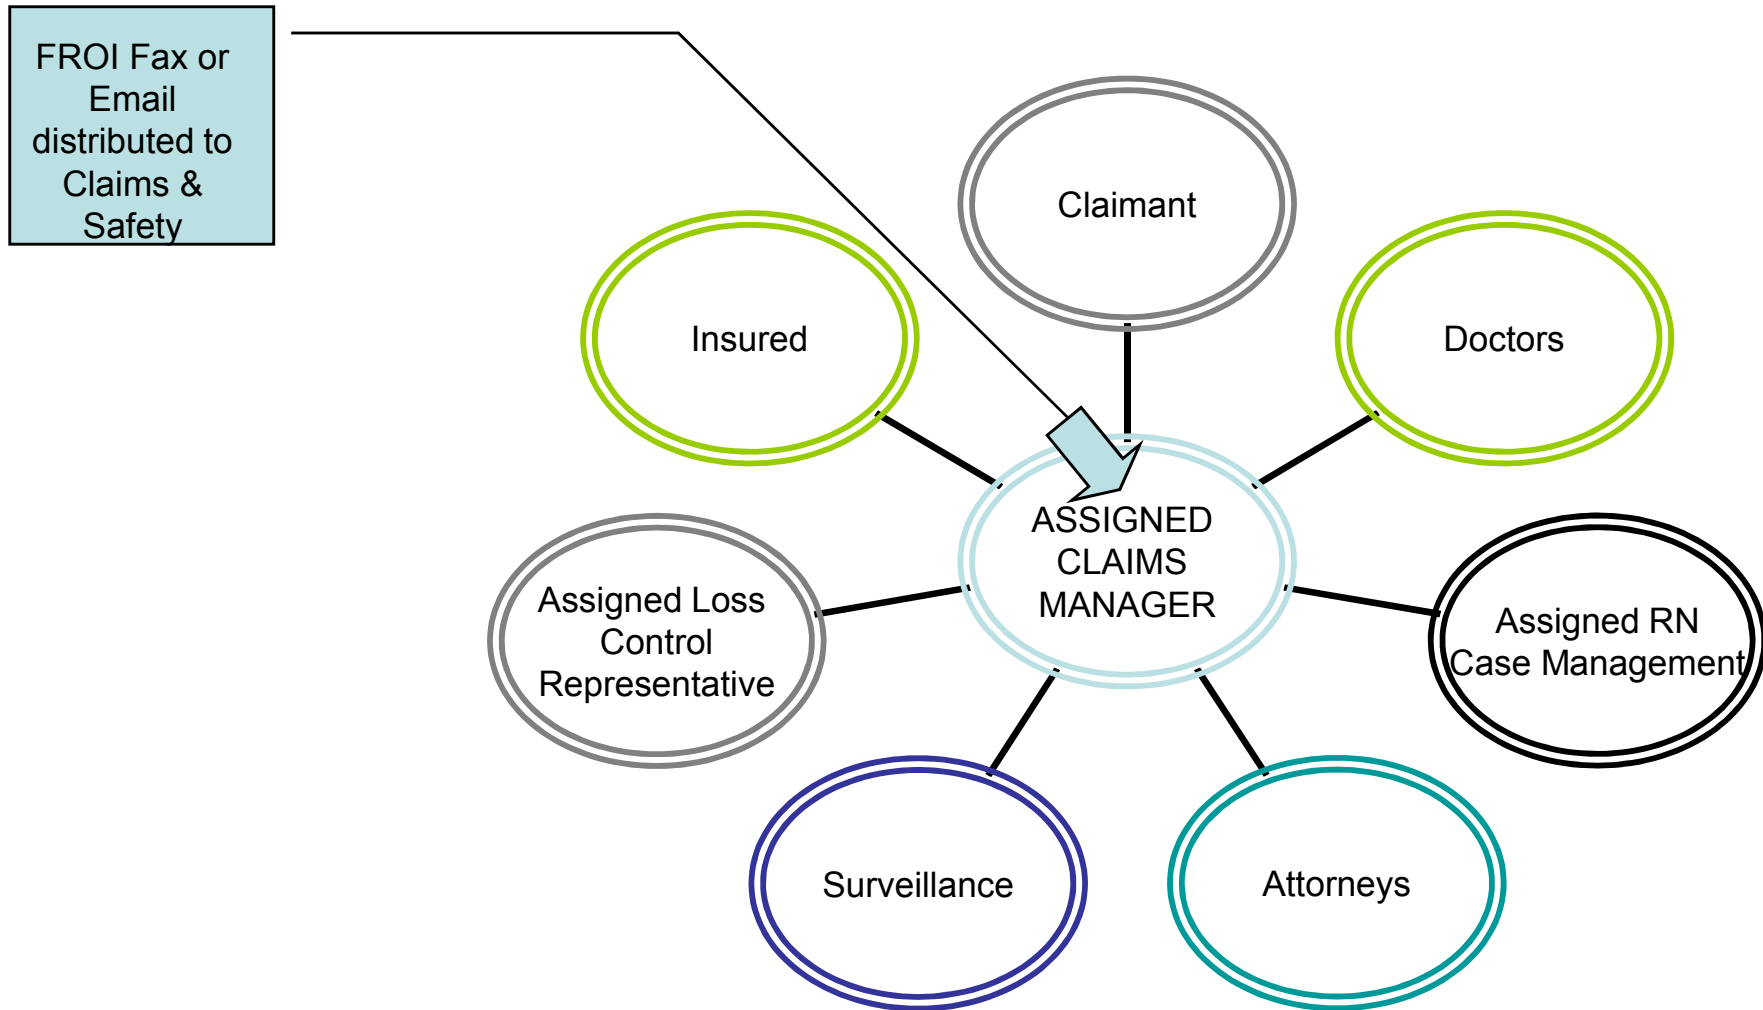 FROI Fax or
Email
distributed to
Claims &
Safety
Claimant
Insured
Doctors
ASSIGNED
CLAIMS
MANAGER
Assigned Loss
Control
Representative
Assigned RN
Case Management
Surveillance
Attorneys